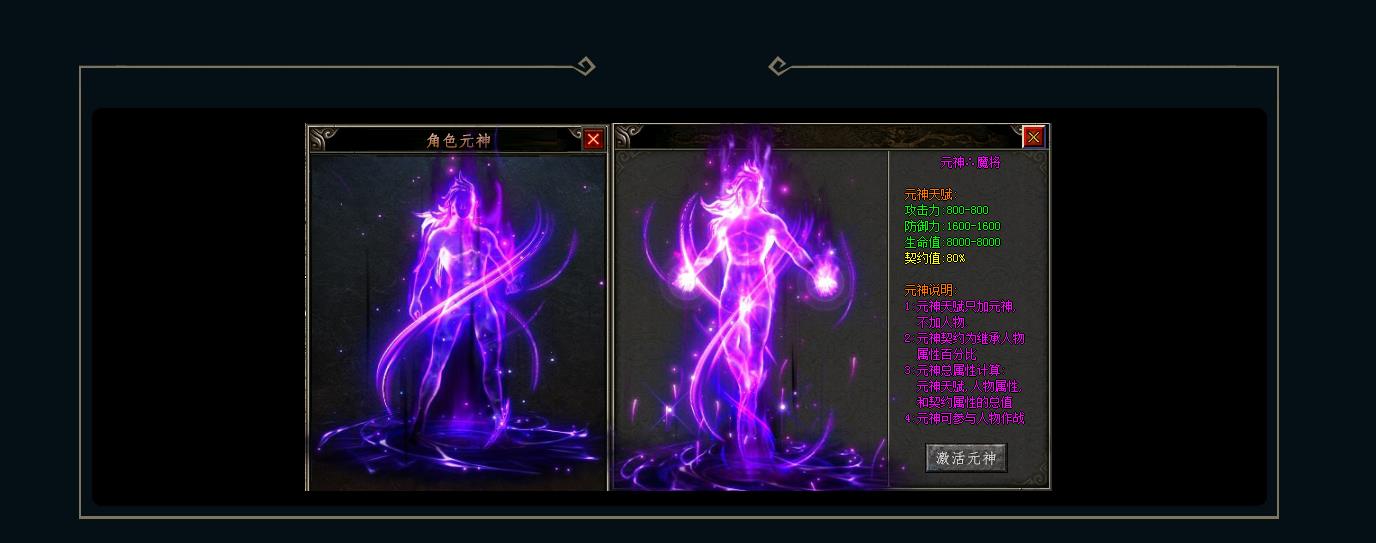 角色元神
元神∴魔将
元神天赋:
攻击力:800-800
防御力:1600-1600
生命值:8000-8000
契约值:80%
元神说明:
1.元神天赋只加元神,
不加人物
2.元神契约为继承人物
属性百分比
3.元神总属性计算:
元神天赋,人物属性,
和契约属性的总值
4.元神可参与人物作战
激活元神